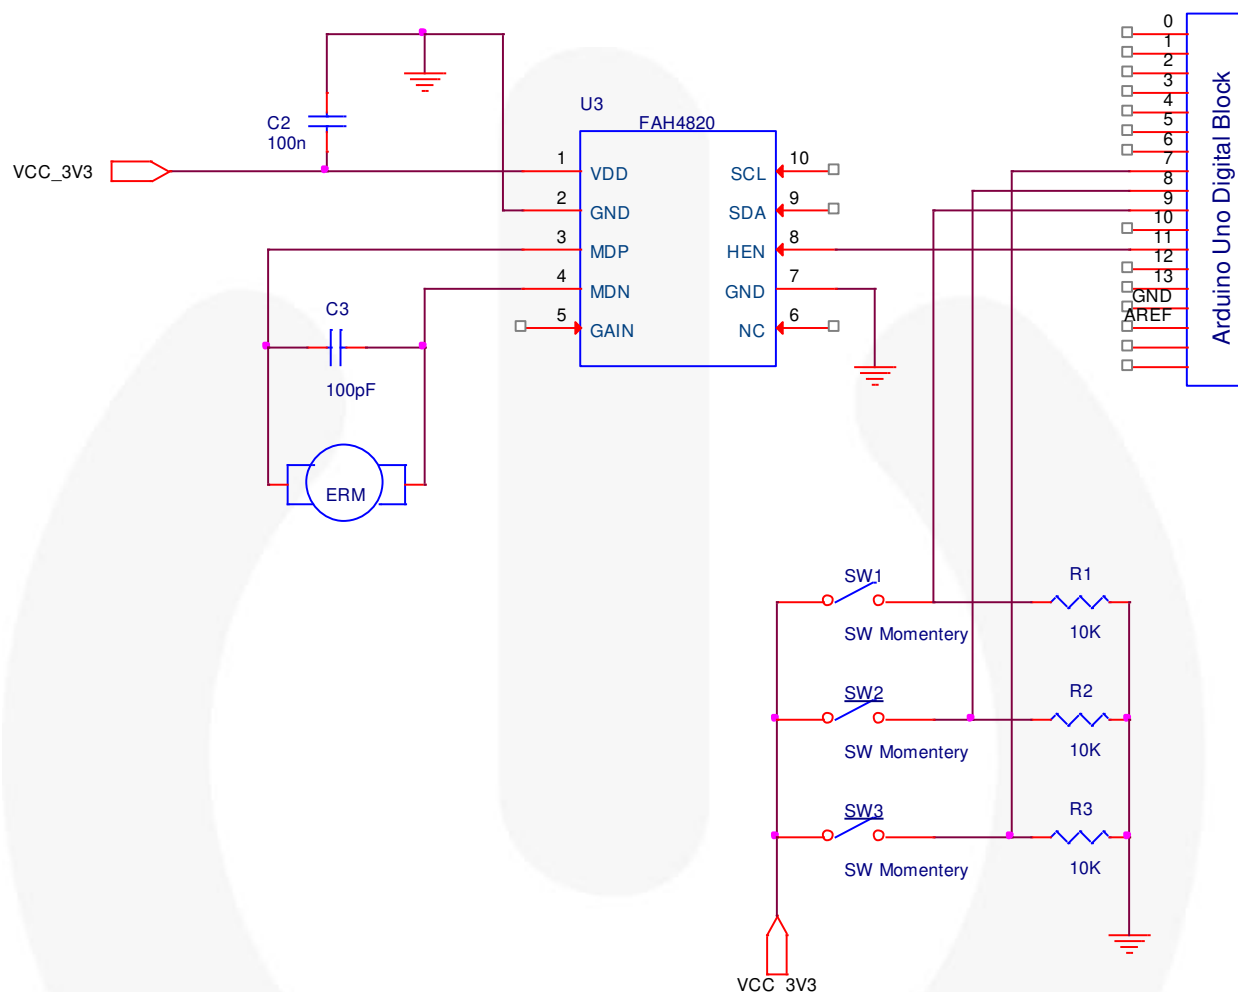 0
1
2
3
4
5
6
7
8
9
10
11
12
13
GND
AREF
Arduino Uno Digital Block
U3
FAH4820
C2
100n
VCC_3V3
1
VDD
2
GND
3
MDP
4
MDN
5
GAIN
10
SCL
9
SDA
8
HEN
7
GND
6
NC
C3
100pF
ERM
SW1
SW Momentery
R1
10K
SW2
SW Momentery
R2
10K
SW3
SW Momentery
R3
10K
VCC_3V3